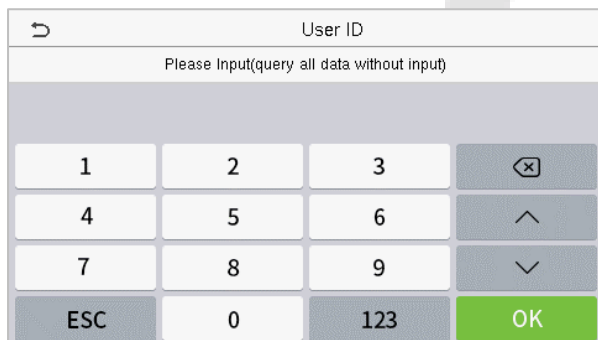 User ID
Please Input(query all data without input)
1 2 3
4 5 6
7 8 9
ESC 0 123 OK